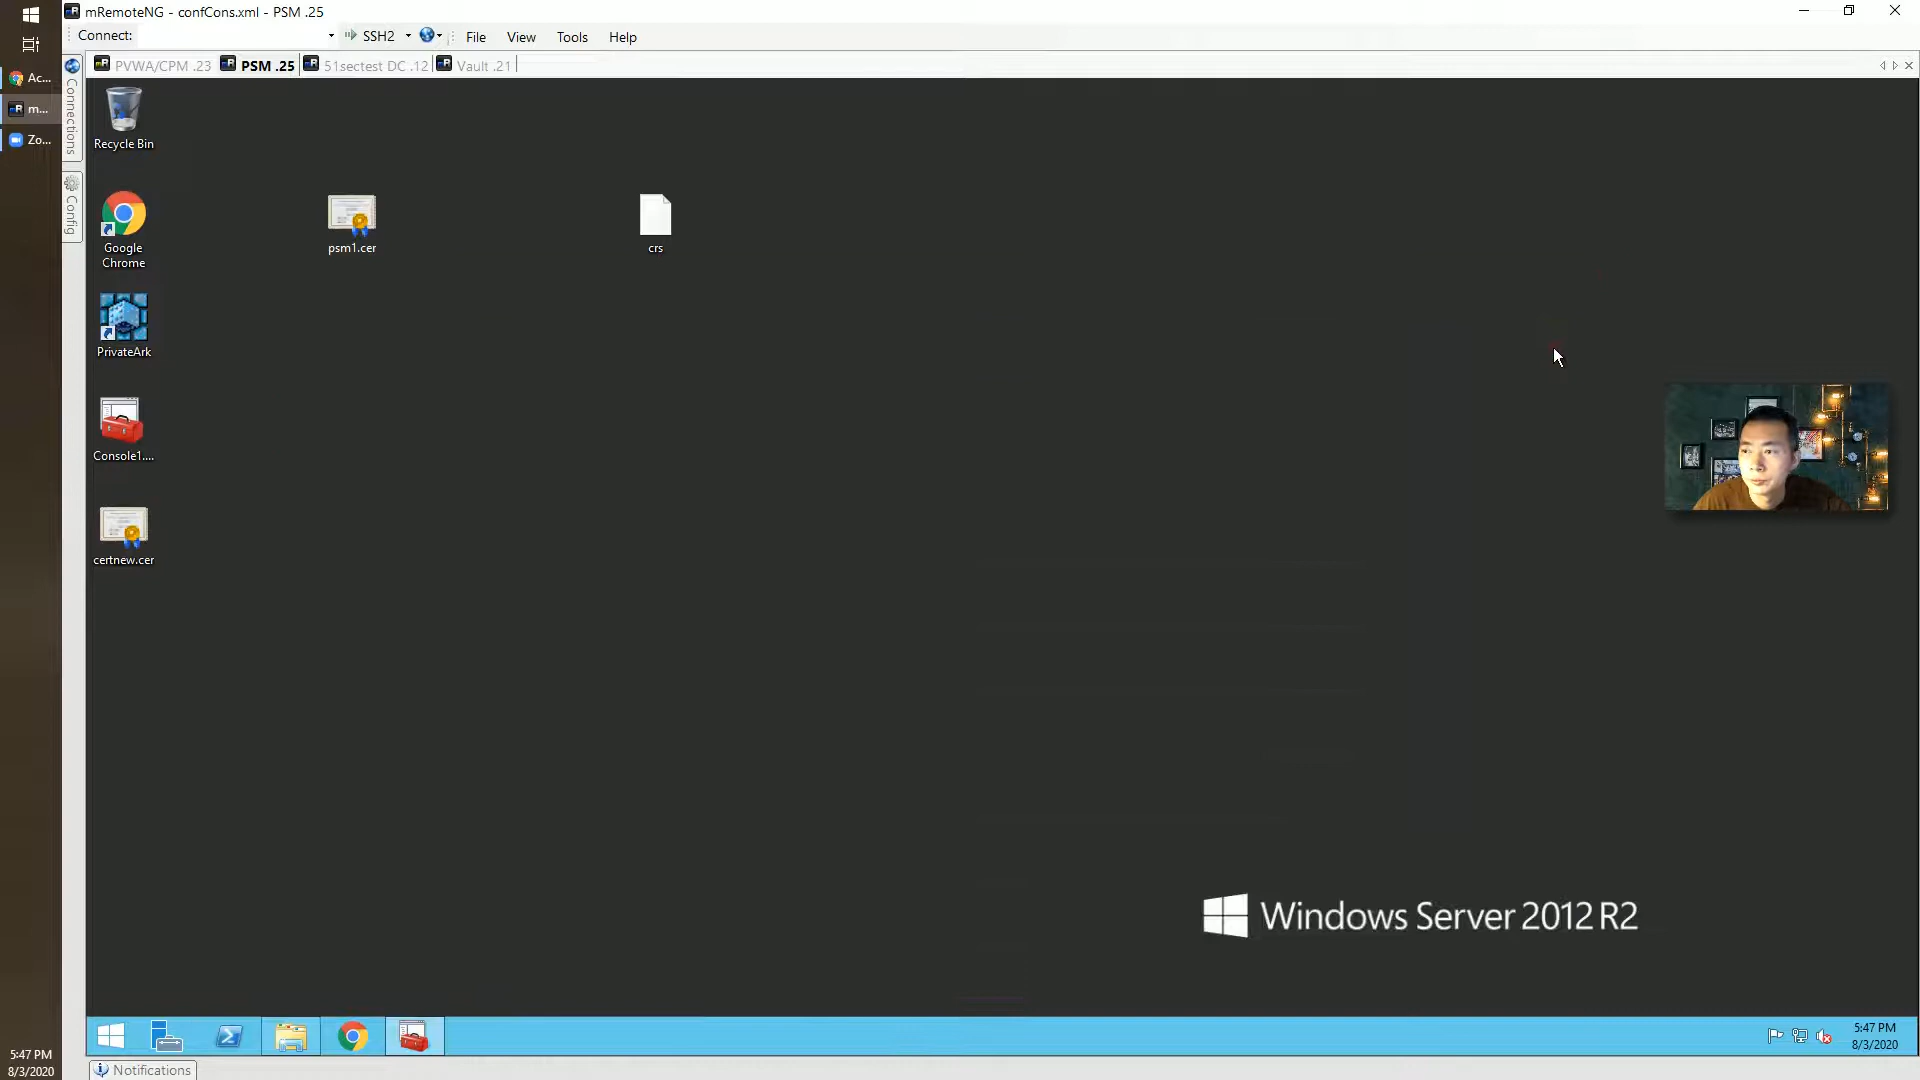 mRemoteNG - confCons.xml - PSM .25
Connect:
SSH2
File
View
Tools
Help
Ac...
m...
Zo...
Connections
Config
PVWA/CPM .23
PSM .25
51sectest DC .12
Vault .21
Recycle Bin
Google
Chrome
psm1.cer
crs
PrivateArk
Console1....
certnew.cer
Windows Server 2012 R2
5:47 PM
8/3/2020
5:47 PM
8/3/2020
Notifications